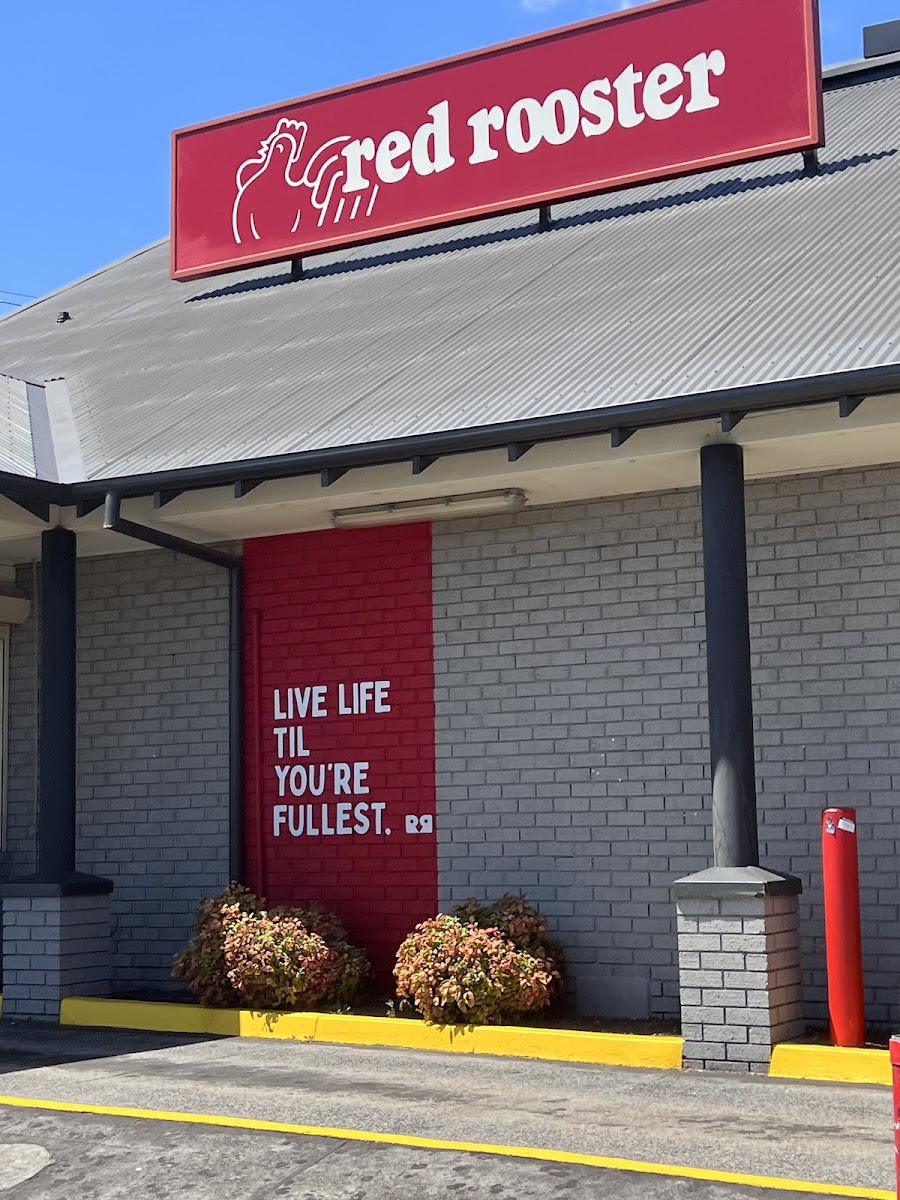 red rooster
LIVE LIFE
TIL
YOU'RE
FULLEST. RR